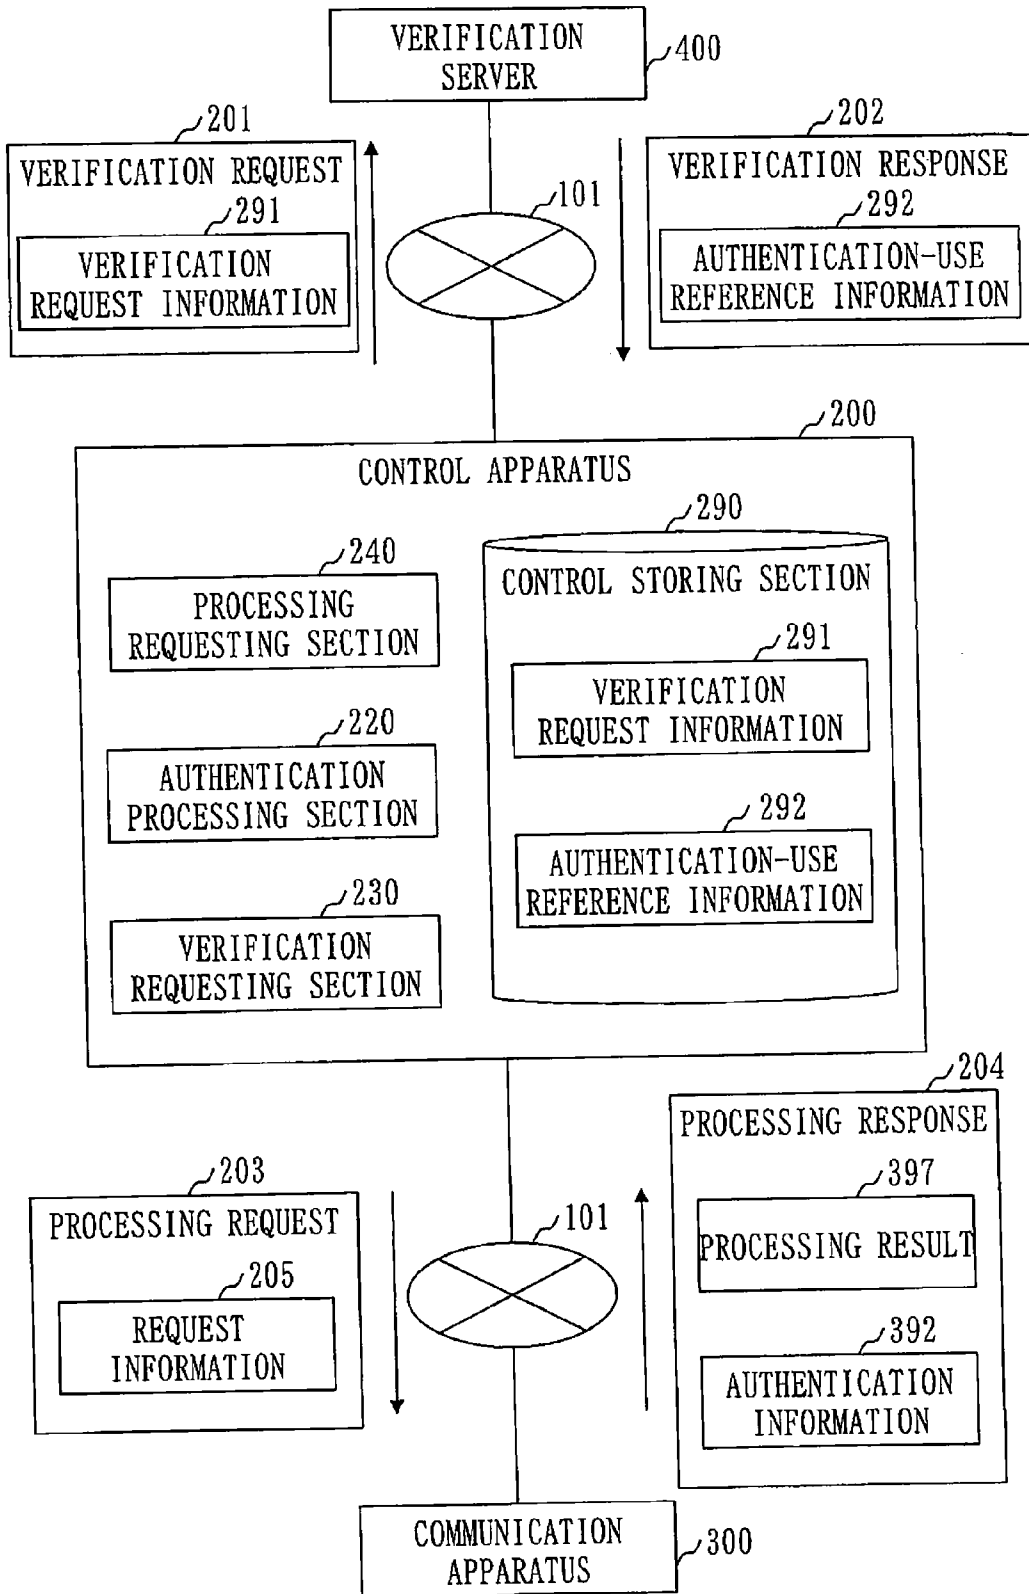 VERIFICATION
SERVER
400
201
202
VERIFICATION REQUEST
291
VERIFICATION
REQUEST INFORMATION
101
VERIFICATION RESPONSE
292
AUTHENTICATION-USE
REFERENCE INFORMATION
200
CONTROL APPARATUS
240
PROCESSING
REQUESTING SECTION
220
AUTHENTICATION
PROCESSING SECTION
230
VERIFICATION
REQUESTING SECTION
290
CONTROL STORING SECTION
291
VERIFICATION
REQUEST INFORMATION
292
AUTHENTICATION-USE
REFERENCE INFORMATION
203
PROCESSING REQUEST
205
REQUEST
INFORMATION
101
204
PROCESSING RESPONSE
397
PROCESSING RESULT
392
AUTHENTICATION
INFORMATION
COMMUNICATION
APPARATUS
300